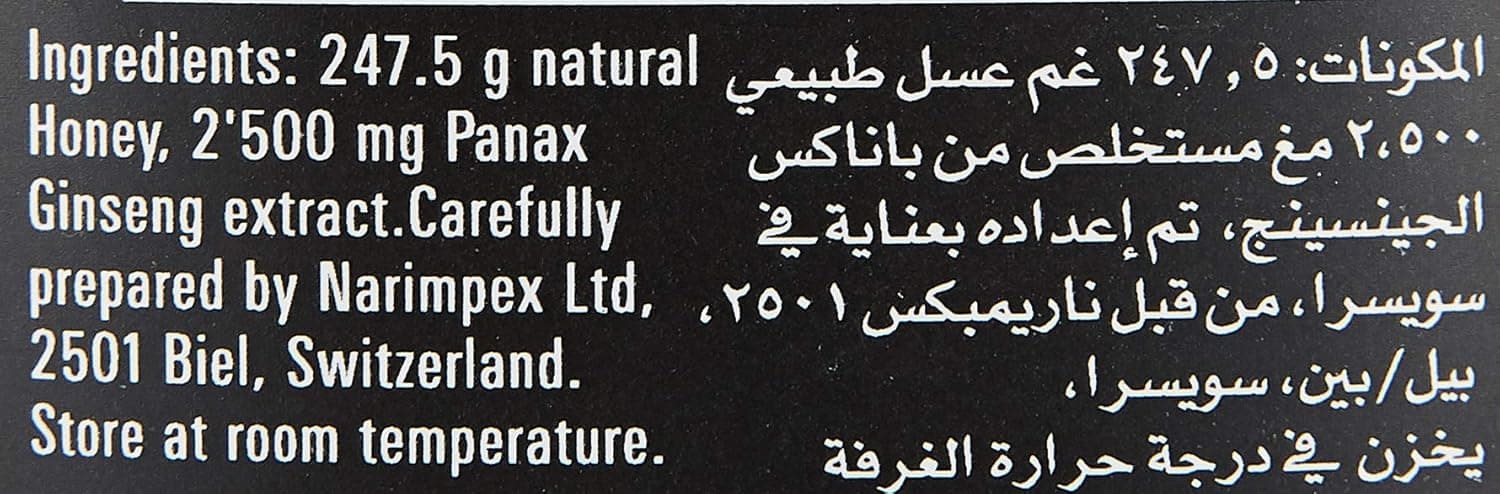 Ingredients: 247.5 g natural
Honey, 2'500 mg Panax
Ginseng extract.Carefully
prepared by Narimpex Ltd,
2501 Biel, Switzerland.
Store at room temperature.
المكونات: ٢٤٧,٥ غم عسل طبيعي
٢،٥٠٠ مغ مستخلص من باناكس
الجينسينج، تم إعداده بعناية في
سويسرا، من قبل ناريمبكس ٢٥٠١،
بيل/بين، سويسرا،
يخزن في درجة حرارة الغرفة